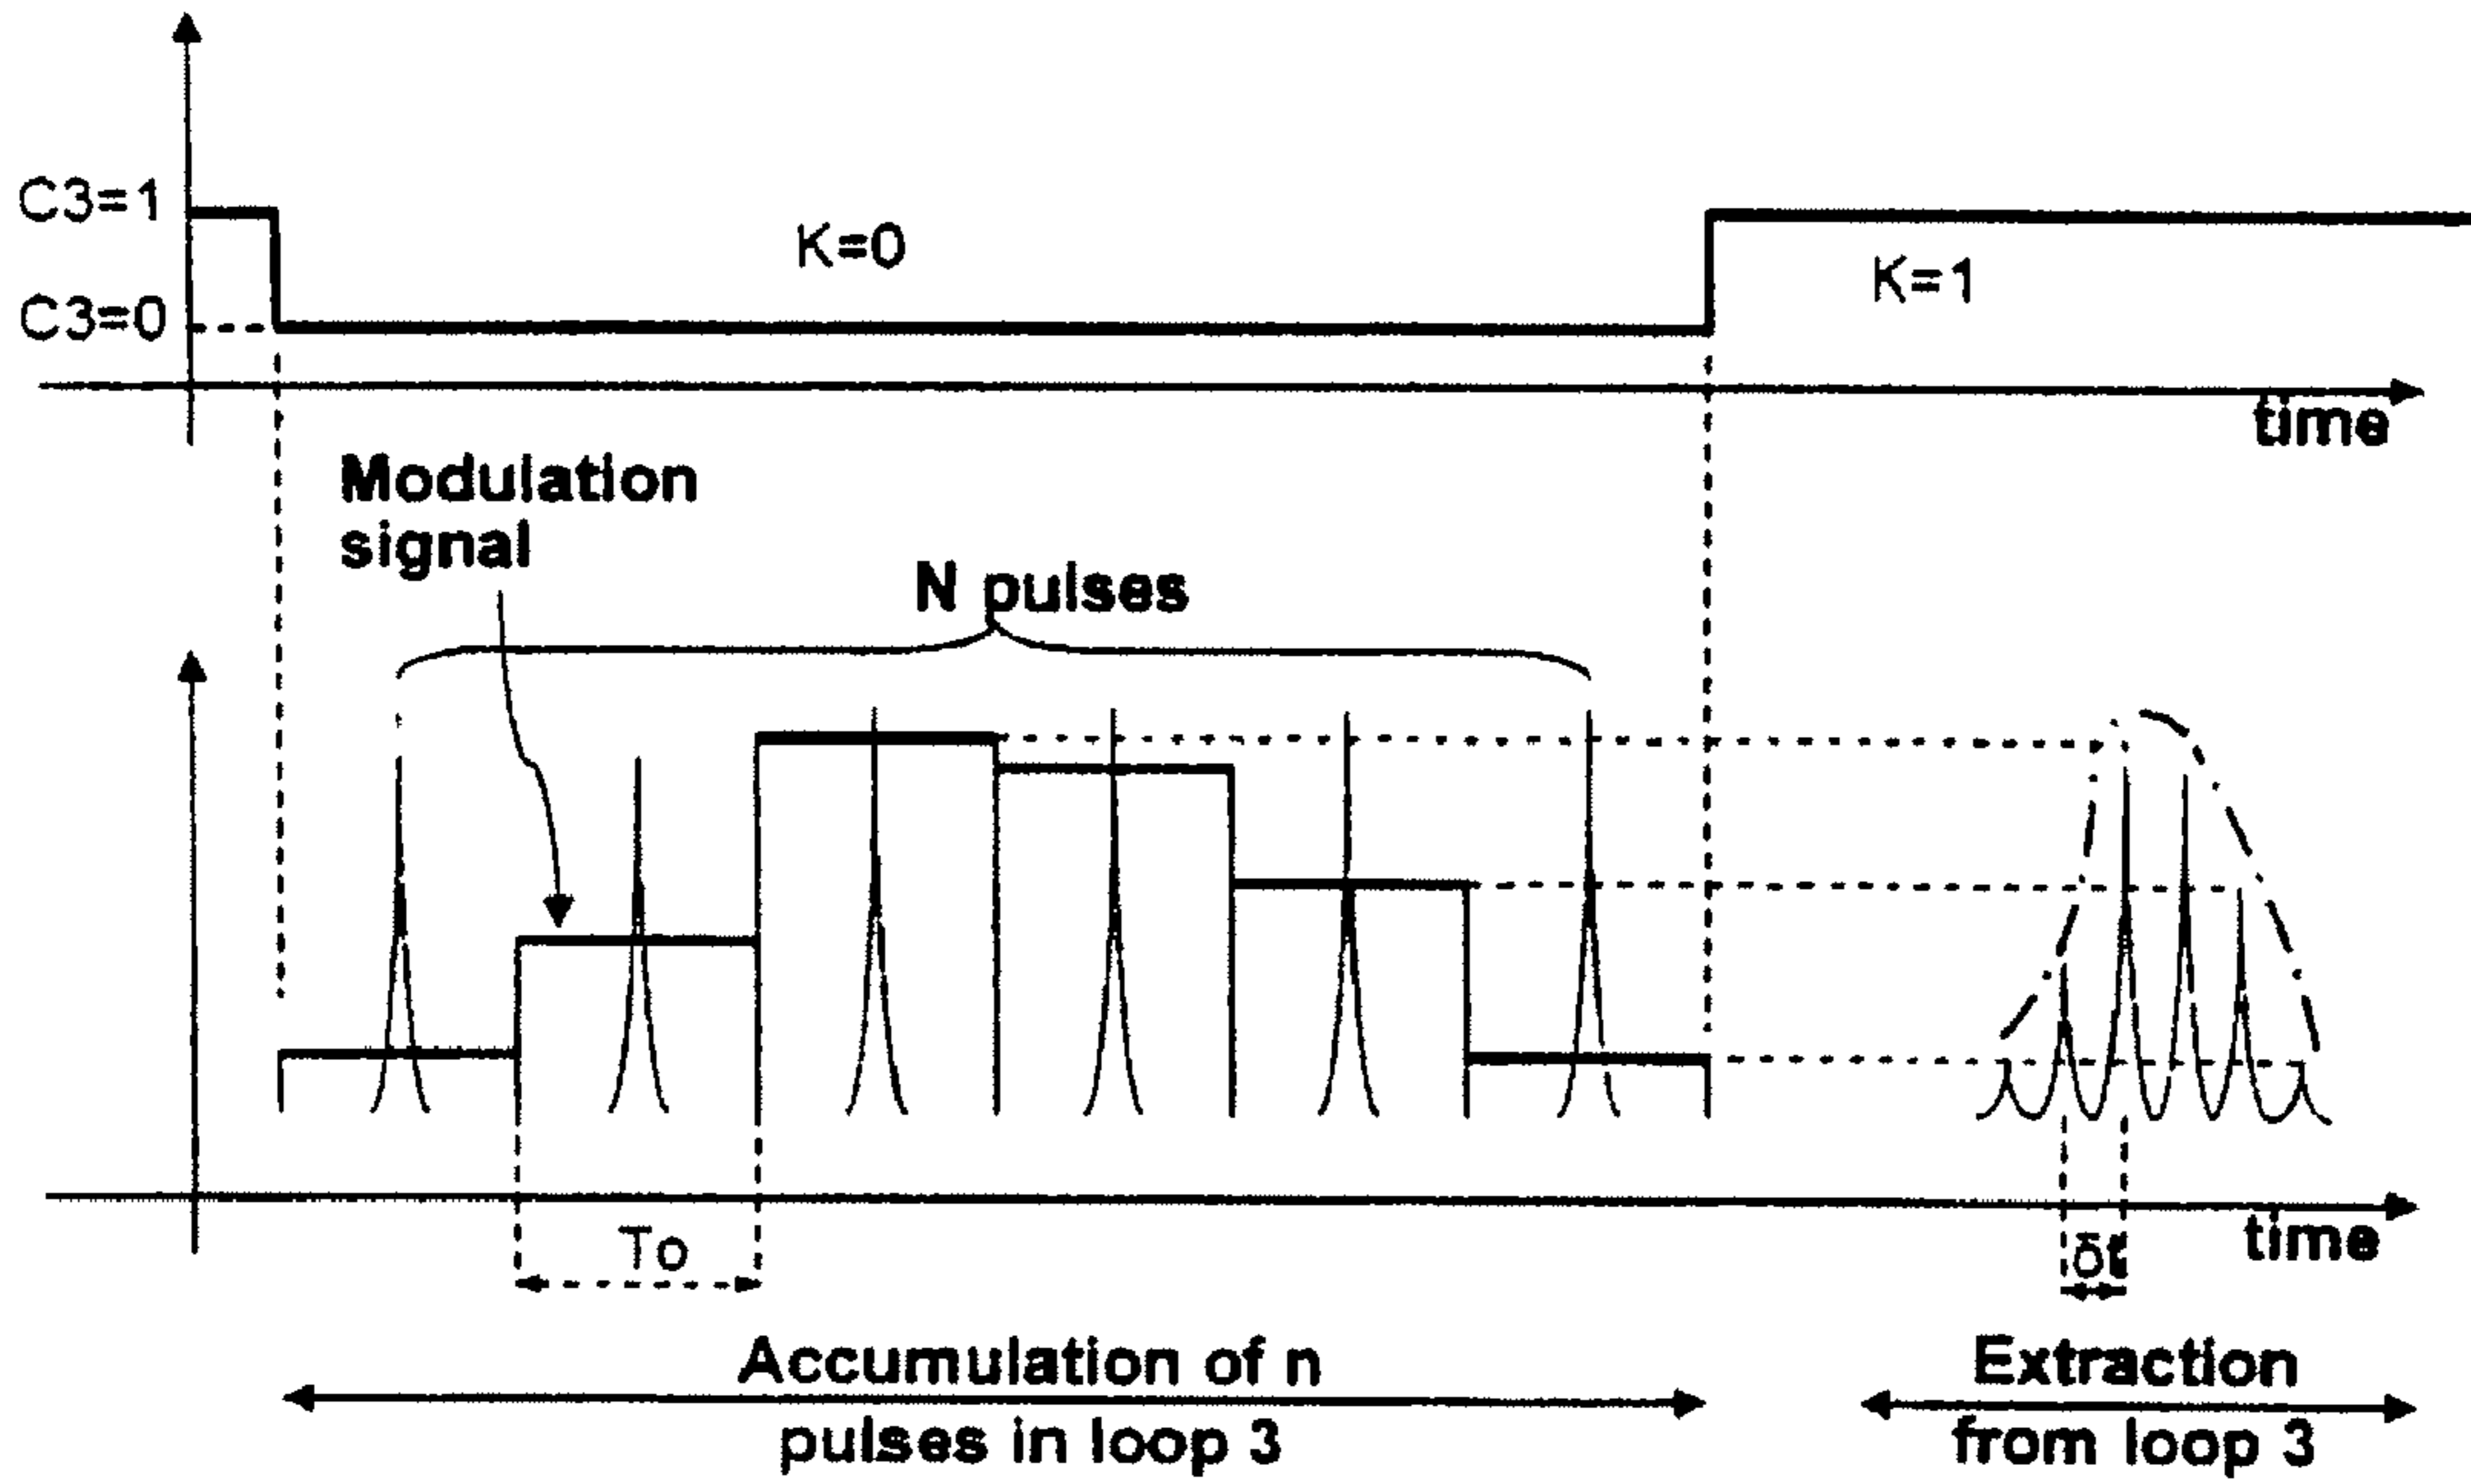 C3=1
K=0
K=1
C3=0
time
Modulation
signal
N pulses
time
To
δt
Accumulation of n
pulses in loop 3
Extraction
from loop 3